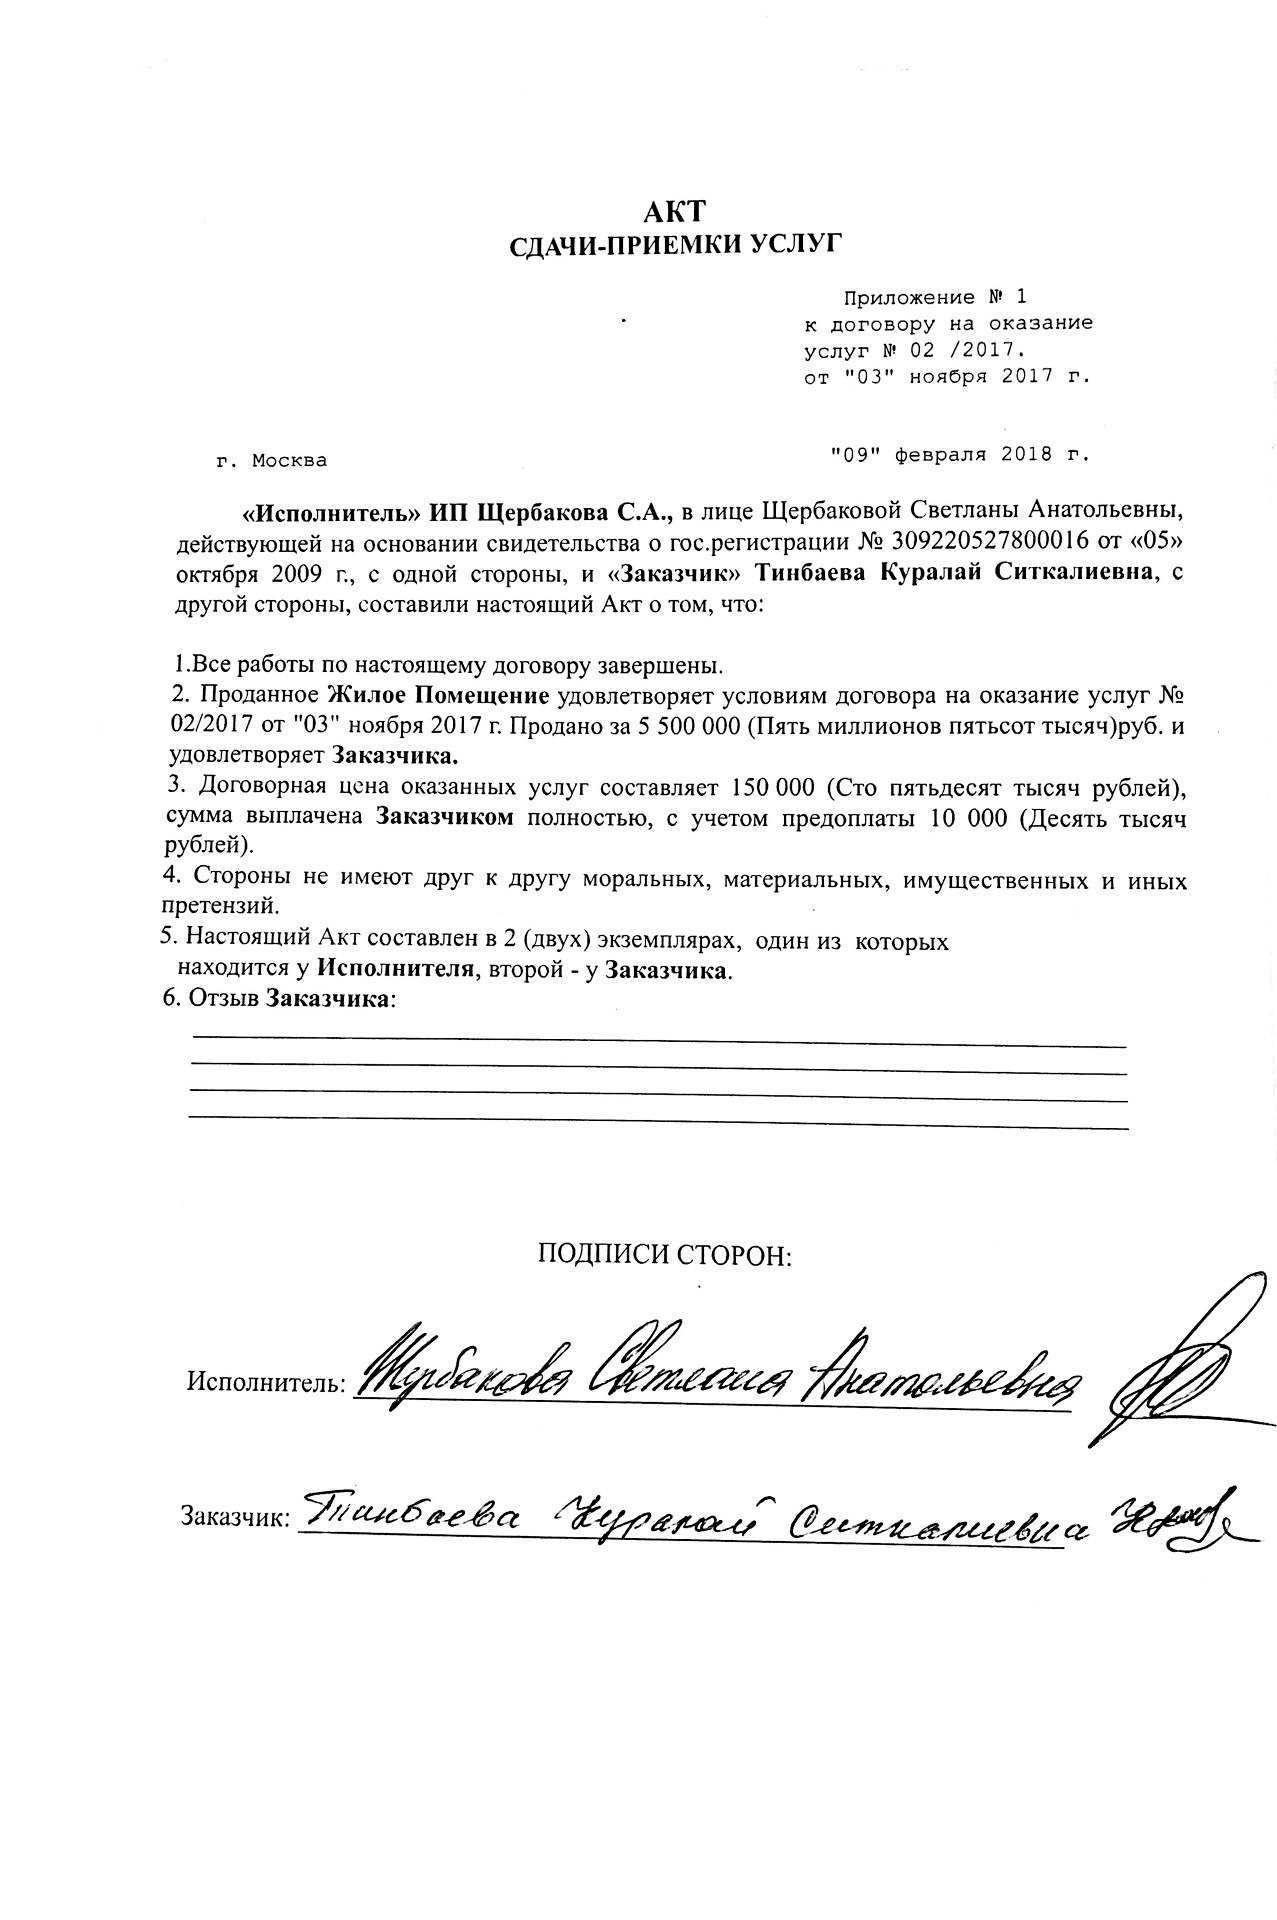 АКТ
СДАЧИ-ПРИЕМКИ УСЛУГ
Приложение № 1
к договору на оказание
услуг № 02 /2017.
от "03" ноября 2017 г.
г. Москва "09" февраля 2018 г.
«Исполнитель» ИП Щербакова С.А., в лице Щербаковой Светланы Анатольевны,
действующей на основании свидетельства о гос.регистрации № 309220527800016 от «05»
октября 2009 г., с одной стороны, и «Заказчик» Тинбаева Куралай Ситкалиевна, с
другой стороны, составили настоящий Акт о том, что:
1.Все работы по настоящему договору завершены.
2. Проданное Жилое Помещение удовлетворяет условиям договора на оказание услуг №
02/2017 от "03" ноября 2017 г. Продано за 5 500 000 (Пять миллионов пятьсот тысяч)руб. и
удовлетворяет Заказчика.
3. Договорная цена оказанных услуг составляет 150 000 (Сто пятьдесят тысяч рублей),
сумма выплачена Заказчиком полностью, с учетом предоплаты 10 000 (Десять тысяч
рублей).
4. Стороны не имеют друг к другу моральных, материальных, имущественных и иных
претензий.
5. Настоящий Акт составлен в 2 (двух) экземплярах, один из которых
находится у Исполнителя, второй - у Заказчика.
6. Отзыв Заказчика:
ПОДПИСИ СТОРОН:
Исполнитель: Щербакова Светлана Анатольевна
Заказчик: Тинбаева Куралай Ситкалиевна